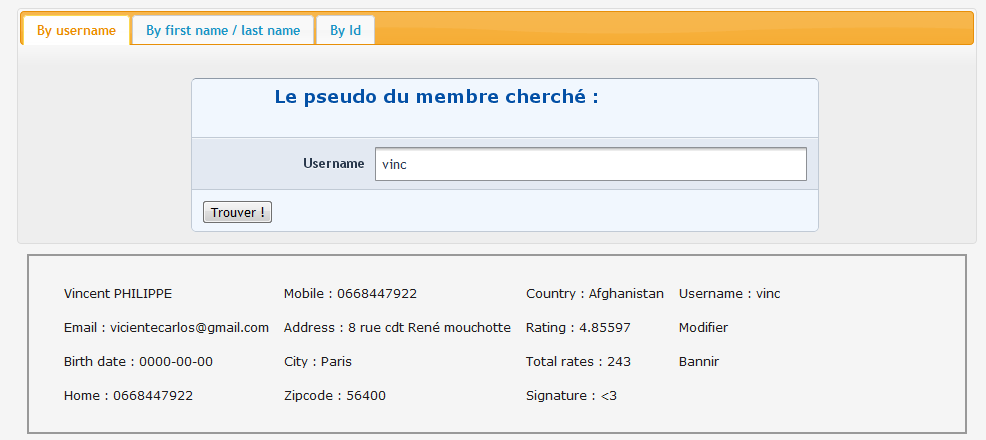 By username By first name / last name By Id
Le pseudo du membre cherché :
Username vinc
Trouver !
Vincent PHILIPPE Mobile : 0668447922 Country : Afghanistan Username : vinc
Email : vicientecarlos@gmail.com Address : 8 rue cdt René mouchotte Rating : 4.85597 Modifier
Birth date : 0000-00-00 City : Paris Total rates : 243 Bannir
Home : 0668447922 Zipcode : 56400 Signature : <3